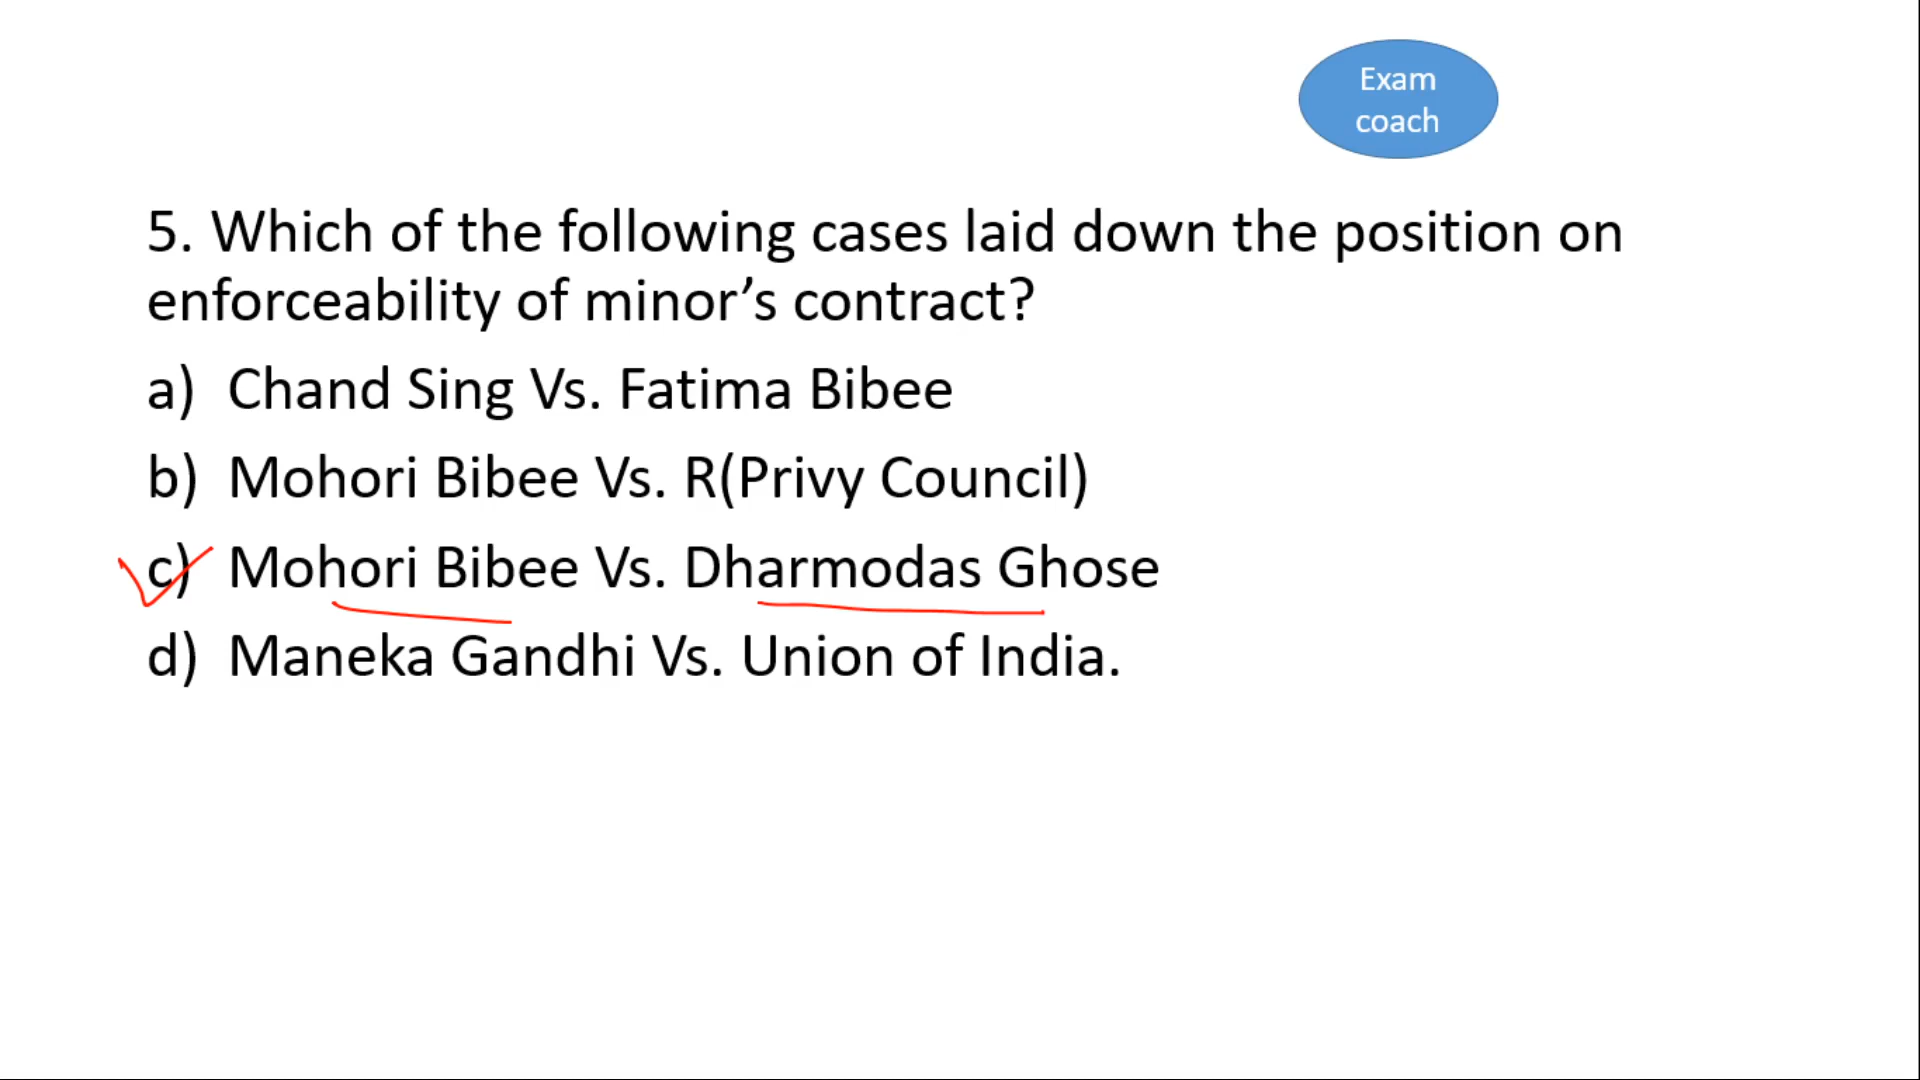 Exam
coach
5. Which of the following cases laid down the position on
enforceability of minor’s contract?
a) Chand Sing Vs. Fatima Bibee
b) Mohori Bibee Vs. R(Privy Council)
c) Mohori Bibee Vs. Dharmodas Ghose
d) Maneka Gandhi Vs. Union of India.